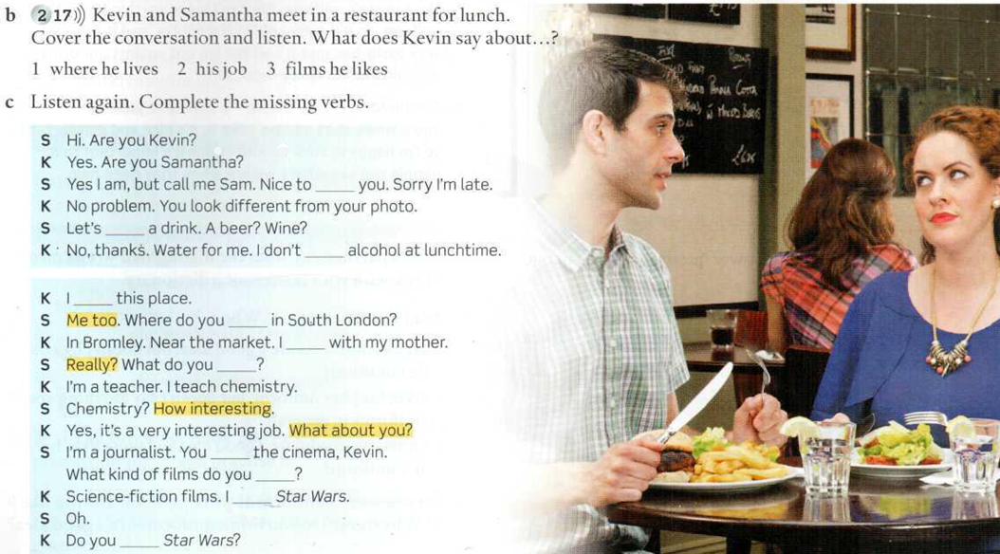 b 2 17)) Kevin and Samantha meet in a restaurant for lunch.
Cover the conversation and listen. What does Kevin say about…?
1 where he lives 2 his job 3 films he likes
c Listen again. Complete the missing verbs.
S Hi. Are you Kevin?
K Yes. Are you Samantha?
S Yes I am, but call me Sam. Nice to _____ you. Sorry I'm late.
K No problem. You look different from your photo.
S Let's _____ a drink. A beer? Wine?
K No, thanks. Water for me. I don't _____ alcohol at lunchtime.
K I _____ this place.
S Me too. Where do you _____ in South London?
K In Bromley. Near the market. I _____ with my mother.
S Really? What do you _____?
K I'm a teacher. I teach chemistry.
S Chemistry? How interesting.
K Yes, it's a very interesting job. What about you?
S I'm a journalist. You _____ the cinema, Kevin.
What kind of films do you _____?
K Science-fiction films. I _____ Star Wars.
S Oh.
K Do you _____ Star Wars?
Panna Cotta